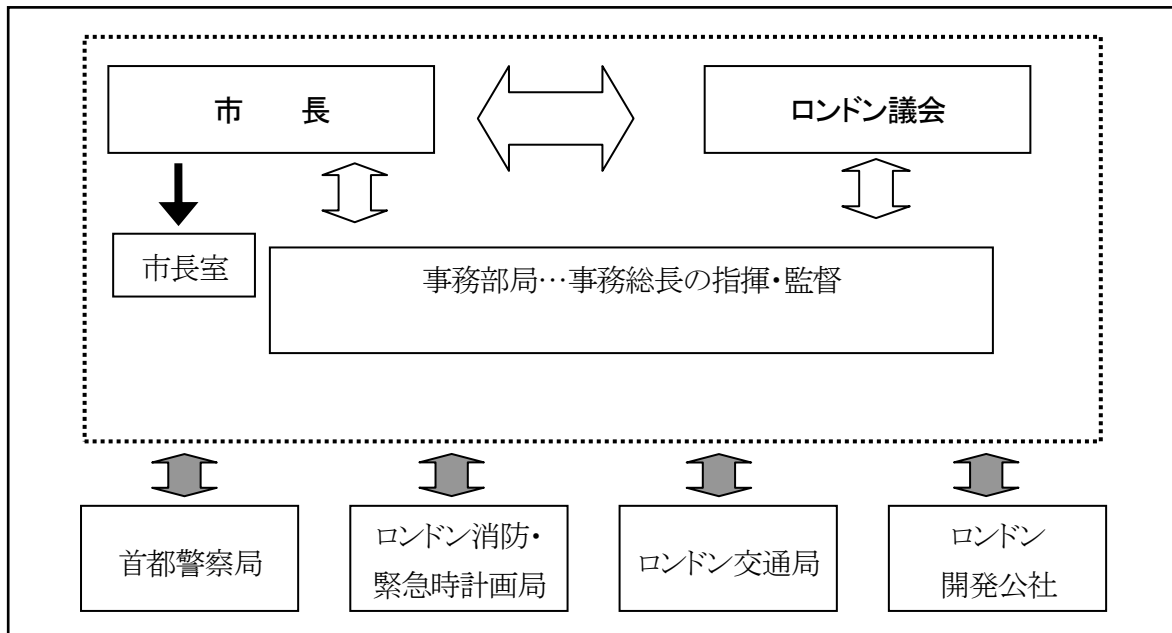 市　　長
ロンドン議会
市長室
事務部局…事務総長の指揮・監督
首都警察局
ロンドン消防・
緊急時計画局
ロンドン交通局
ロンドン
開発公社